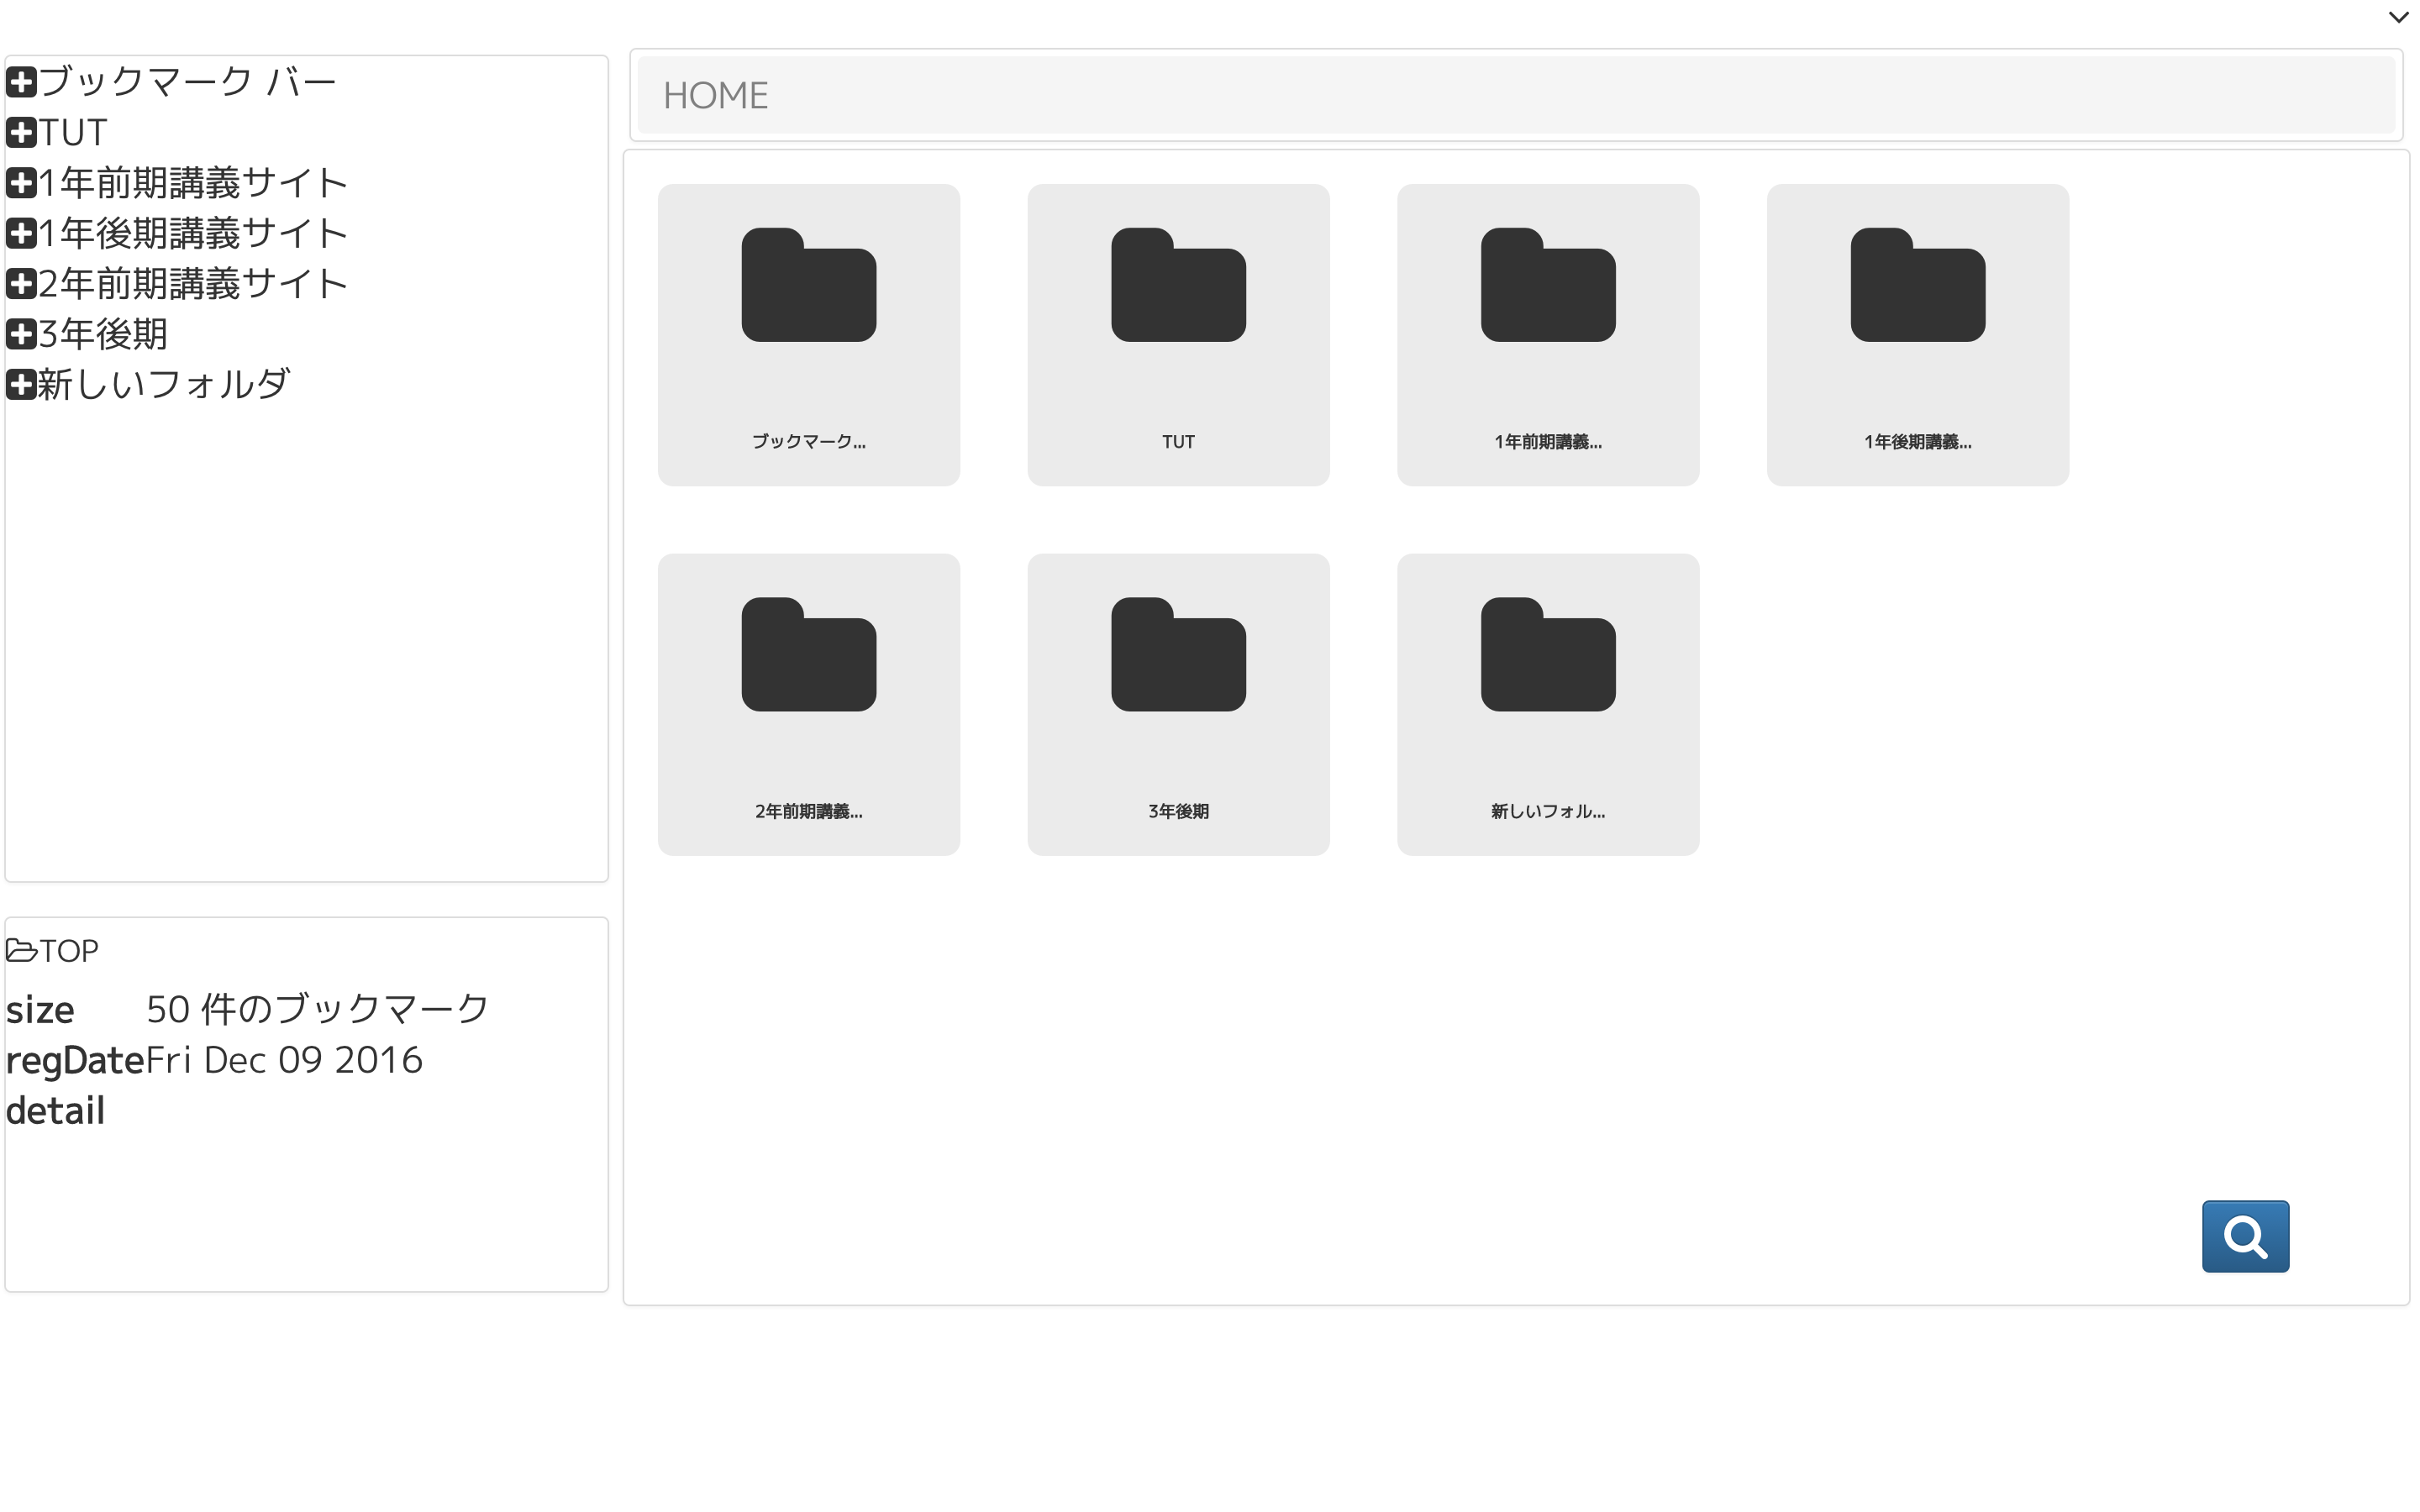 ブックマーク バー
TUT
1年前期講義サイト
1年後期講義サイト
2年前期講義サイト
3年後期
新しいフォルダ
TOP
size 50 件のブックマーク
regDate Fri Dec 09 2016
detail
HOME
ブックマーク...
TUT
1年前期講義...
1年後期講義...
2年前期講義...
3年後期
新しいフォル...